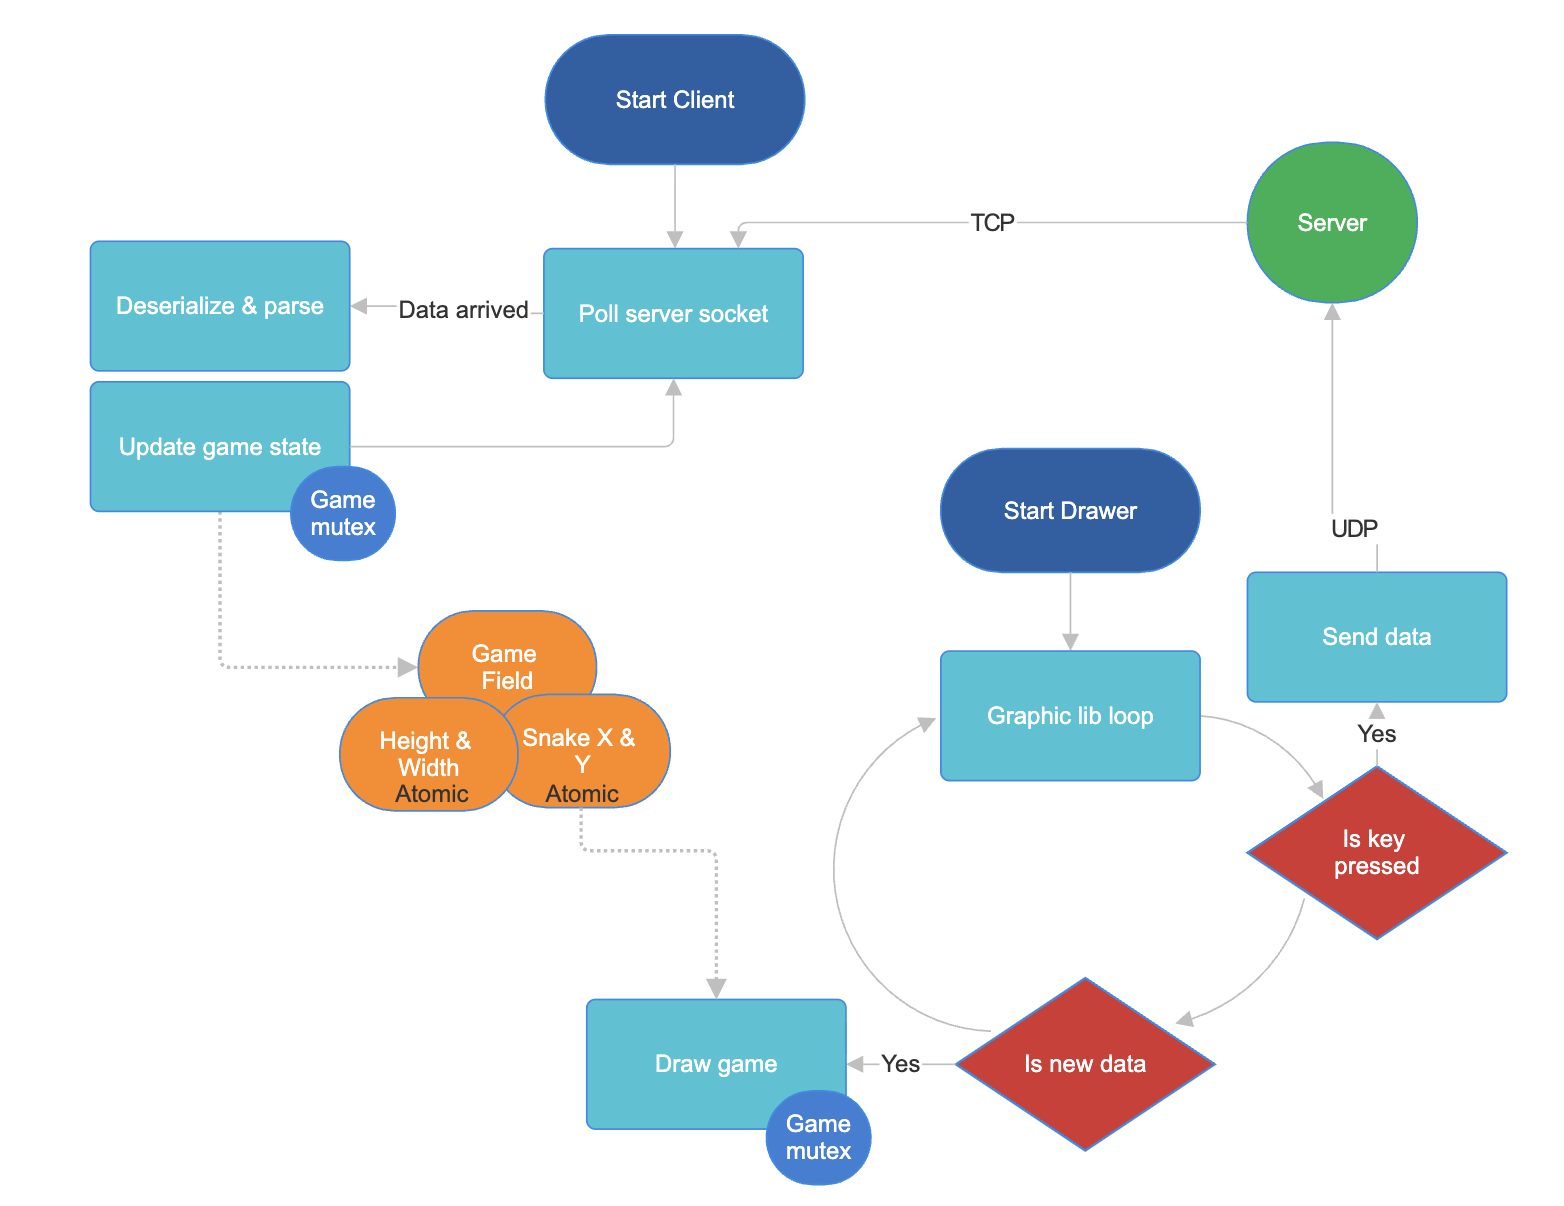 Start Client
TCP
Server
Deserialize & parse
Data arrived
Poll server socket
Update game state
Game
mutex
Start Drawer
UDP
Send data
Game
Field
Graphic lib loop
Yes
Height &
Width
Atomic
Snake X &
Y
Atomic
Is key
pressed
Draw game
Yes
Is new data
Game
mutex